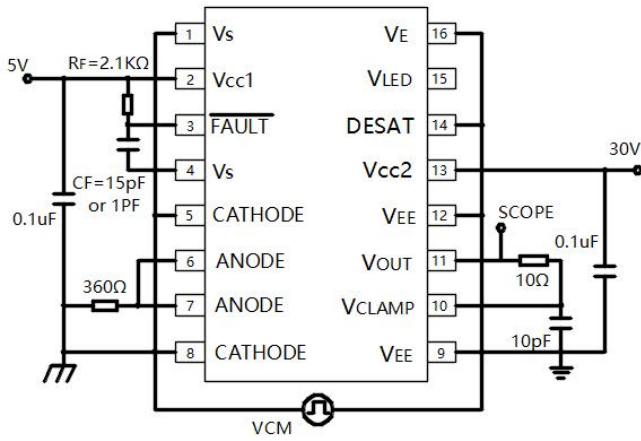 1 Vs VE 16
5V RF=2.1KΩ
2 Vcc1 VLED 15
3 FAULT DESAT 14
4 Vs Vcc2 13 30V
CF=15pF
or 1PF
0.1uF
5 CATHODE VEE 12 SCOPE
0.1uF
6 ANODE VOUT 11
10Ω
360Ω
7 ANODE VCLAMP 10
10pF
8 CATHODE VEE 9
VCM